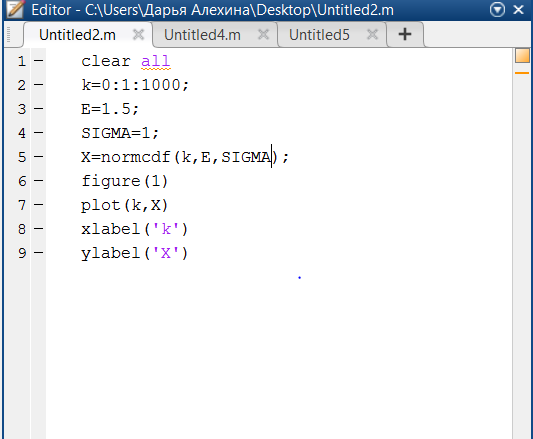 Editor - C:\Users\Дарья Алехина\Desktop\Untitled2.m
Untitled2.m Untitled4.m Untitled5
1 – clear all
2 – k=0:1:1000;
3 – E=1.5;
4 – SIGMA=1;
5 – X=normcdf(k,E,SIGMA);
6 – figure(1)
7 – plot(k,X)
8 – xlabel('k')
9 – ylabel('X')